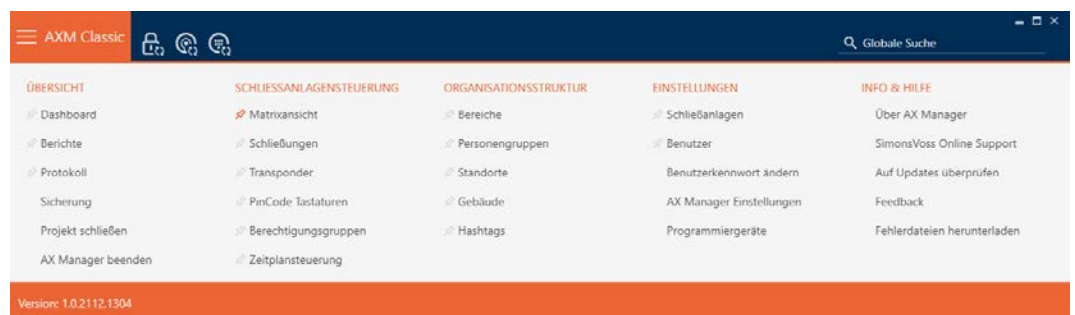 AXM Classic
Globale Suche
ÜBERSICHT
Dashboard
Berichte
Protokoll
Sicherung
Projekt schließen
AX Manager beenden
SCHLIESSANLAGENSTEUERUNG
Matrixansicht
Schließungen
Transponder
PinCode Tastaturen
Berechtigungsgruppen
Zeitplansteuerung
ORGANISATIONSSTRUKTUR
Bereiche
Personengruppen
Standorte
Gebäude
Hashtags
EINSTELLUNGEN
Schließanlagen
Benutzer
Benutzerkennwort ändern
AX Manager Einstellungen
Programmiergeräte
INFO & HILFE
Über AX Manager
SimonsVoss Online Support
Auf Updates überprüfen
Feedback
Fehlerdateien herunterladen
Version: 1.0.2112.1304